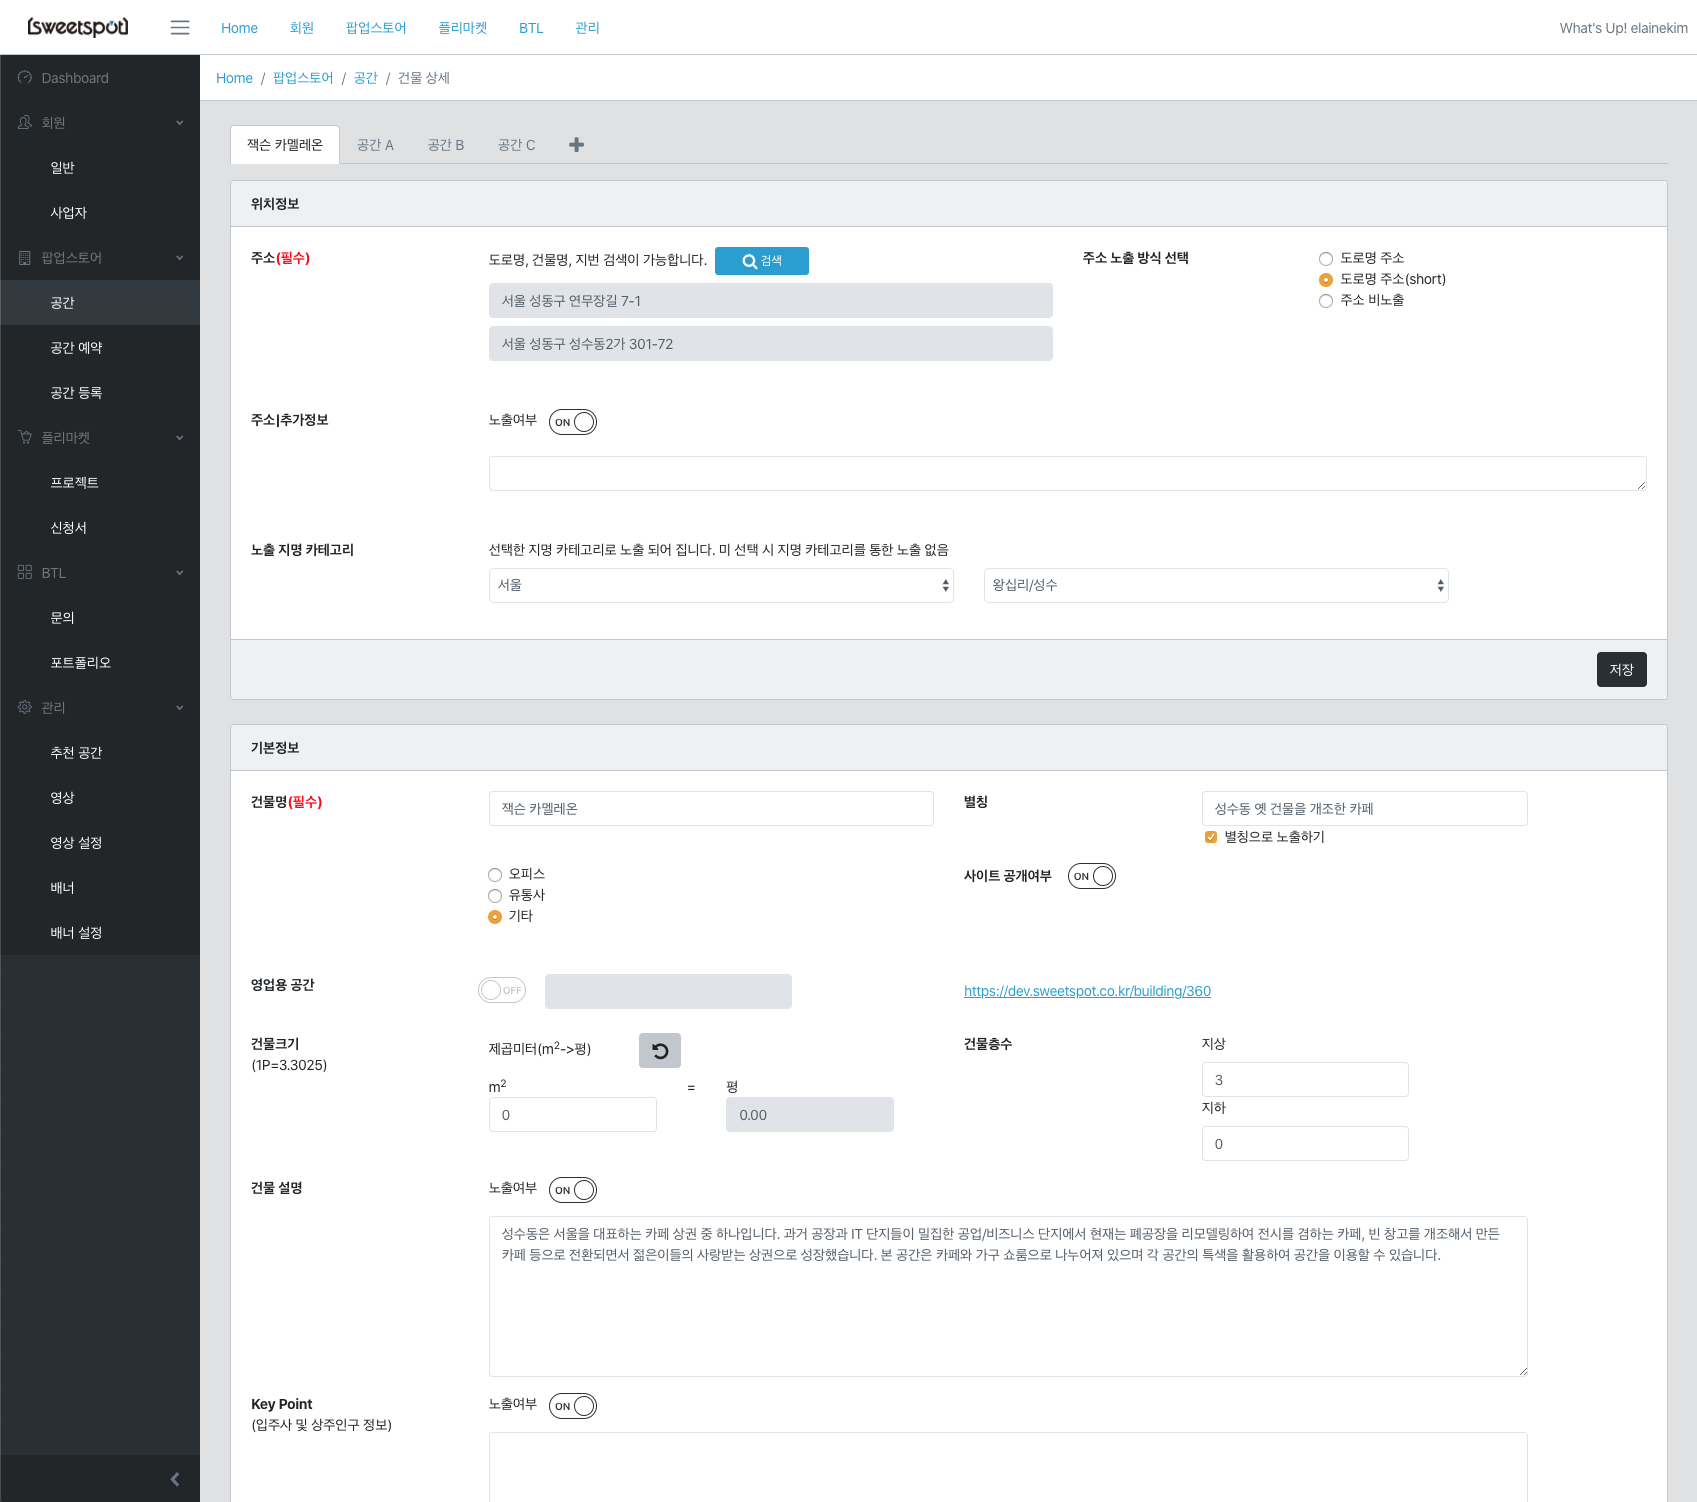 [sweetspot]
Home 회원 팝업스토어 플리마켓 BTL 관리
What's Up! elainekim
Dashboard
회원
일반
사업자
팝업스토어
공간
공간 예약
공간 등록
플리마켓
프로젝트
신청서
BTL
문의
포트폴리오
관리
추천 공간
영상
영상 설정
배너
배너 설정
Home / 팝업스토어 / 공간 / 건물 상세
잭슨 카멜레온 공간 A 공간 B 공간 C
위치정보
주소(필수)
도로명, 건물명, 지번 검색이 가능합니다. 검색
서울 성동구 연무장길 7-1
서울 성동구 성수동2가 301-72
주소 노출 방식 선택
도로명 주소
도로명 주소(short)
주소 비노출
주소|추가정보
노출여부 ON
노출 지명 카테고리
선택한 지명 카테고리로 노출 되어 집니다. 미 선택 시 지명 카테고리를 통한 노출 없음
서울 왕십리/성수
저장
기본정보
건물명(필수)
잭슨 카멜레온
별칭
성수동 옛 건물을 개조한 카페
별칭으로 노출하기
오피스
유통사
기타
사이트 공개여부 ON
영업용 공간
OFF
https://dev.sweetspot.co.kr/building/360
건물크기
(1P=3.3025)
제곱미터(m²->평)
m² = 평
0 0.00
건물층수
지상
3
지하
0
건물 설명
노출여부 ON
성수동은 서울을 대표하는 카페 상권 중 하나입니다. 과거 공장과 IT 단지들이 밀집한 공업/비즈니스 단지에서 현재는 폐공장을 리모델링하여 전시를 겸하는 카페, 빈 창고를 개조해서 만든
카페 등으로 전환되면서 젊은이들의 사랑받는 상권으로 성장했습니다. 본 공간은 카페와 가구 쇼룸으로 나누어져 있으며 각 공간의 특색을 활용하여 공간을 이용할 수 있습니다.
Key Point
(입주사 및 상주인구 정보)
노출여부 ON